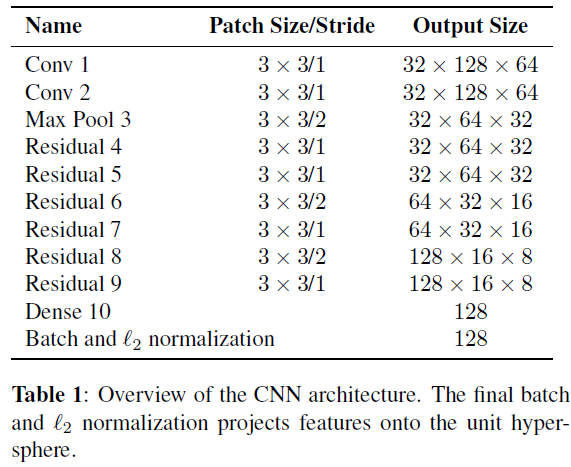 Name Patch Size/Stride Output Size
Conv 1 3 × 3/1 32 × 128 × 64
Conv 2 3 × 3/1 32 × 128 × 64
Max Pool 3 3 × 3/2 32 × 64 × 32
Residual 4 3 × 3/1 32 × 64 × 32
Residual 5 3 × 3/1 32 × 64 × 32
Residual 6 3 × 3/2 64 × 32 × 16
Residual 7 3 × 3/1 64 × 32 × 16
Residual 8 3 × 3/2 128 × 16 × 8
Residual 9 3 × 3/1 128 × 16 × 8
Dense 10 128
Batch and ℓ₂ normalization 128
Table 1: Overview of the CNN architecture. The final batch
and ℓ₂ normalization projects features onto the unit hyper-
sphere.